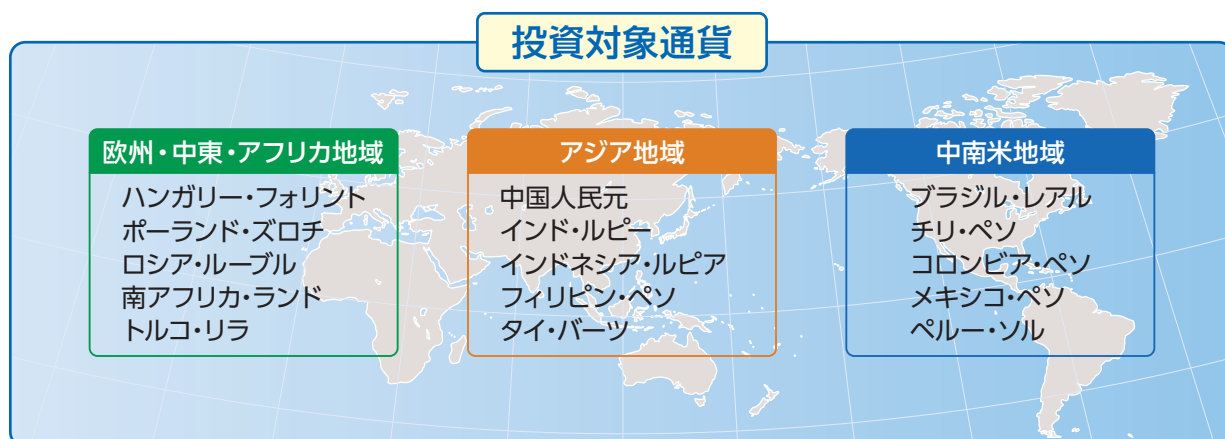 投資対象通貨
欧州・中東・アフリカ地域
ハンガリー・フォリント
ポーランド・ズロチ
ロシア・ルーブル
南アフリカ・ランド
トルコ・リラ
アジア地域
中国人民元
インド・ルピー
インドネシア・ルピア
フィリピン・ペソ
タイ・バーツ
中南米地域
ブラジル・レアル
チリ・ペソ
コロンビア・ペソ
メキシコ・ペソ
ペルー・ソル